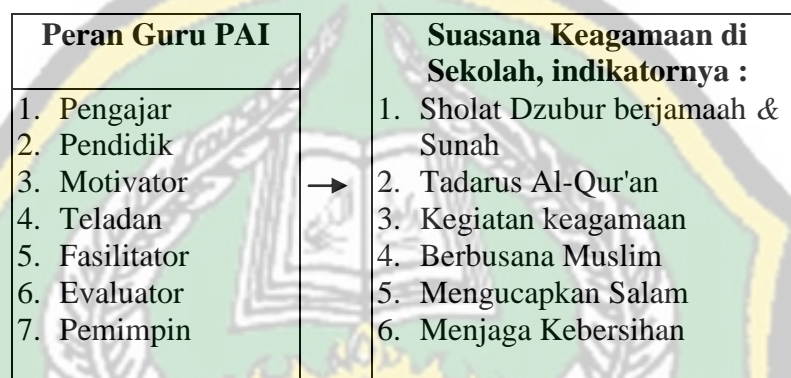 Peran Guru PAI
1. Pengajar
2. Pendidik
3. Motivator
4. Teladan
5. Fasilitator
6. Evaluator
7. Pemimpin
Suasana Keagamaan di
Sekolah, indikatornya :
1. Sholat Dzubur berjamaah &
Sunah
2. Tadarus Al-Qur'an
3. Kegiatan keagamaan
4. Berbusana Muslim
5. Mengucapkan Salam
6. Menjaga Kebersihan